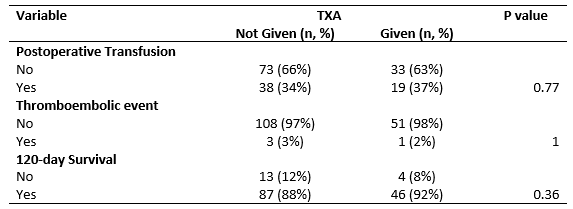 Variable TXA P value
Not Given (n, %) Given (n, %)
Postoperative Transfusion
No 73 (66%) 33 (63%)
Yes 38 (34%) 19 (37%) 0.77
Thromboembolic event
No 108 (97%) 51 (98%)
Yes 3 (3%) 1 (2%) 1
120-day Survival
No 13 (12%) 4 (8%)
Yes 87 (88%) 46 (92%) 0.36